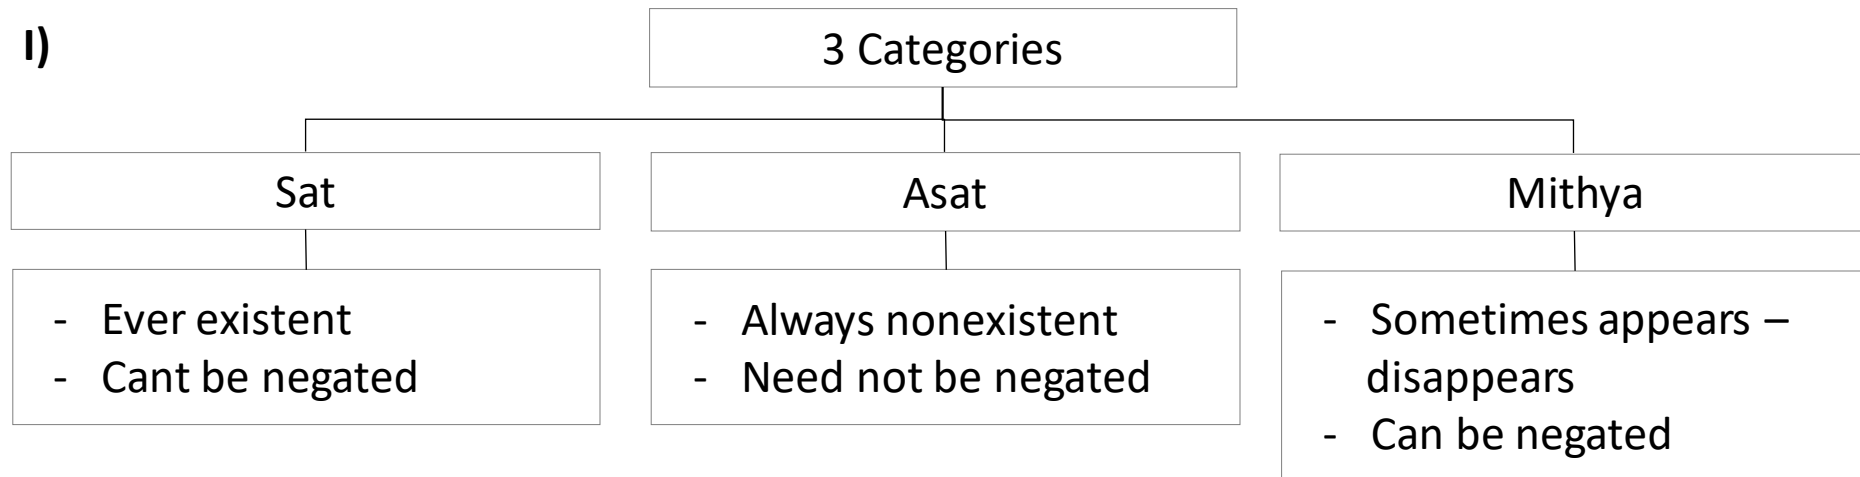 I)
3 Categories
Sat
Asat
Mithya
- Ever existent
- Cant be negated
- Always nonexistent
- Need not be negated
- Sometimes appears –
disappears
- Can be negated